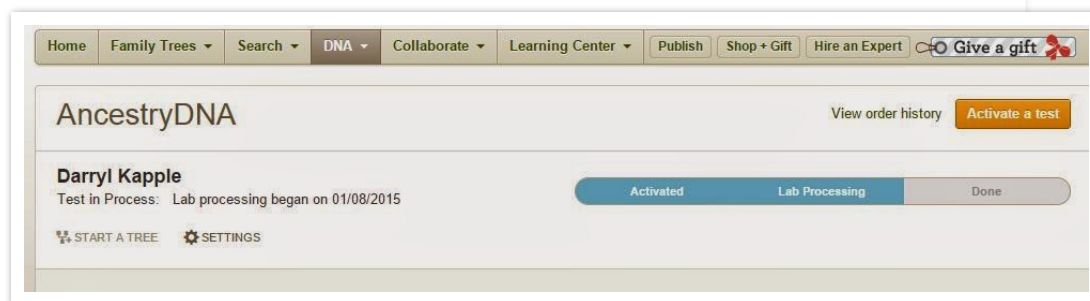 Home Family Trees Search DNA Collaborate Learning Center Publish Shop + Gift Hire an Expert Give a gift
AncestryDNA View order history Activate a test
Darryl Kapple
Test in Process: Lab processing began on 01/08/2015 Activated Lab Processing Done
START A TREE SETTINGS